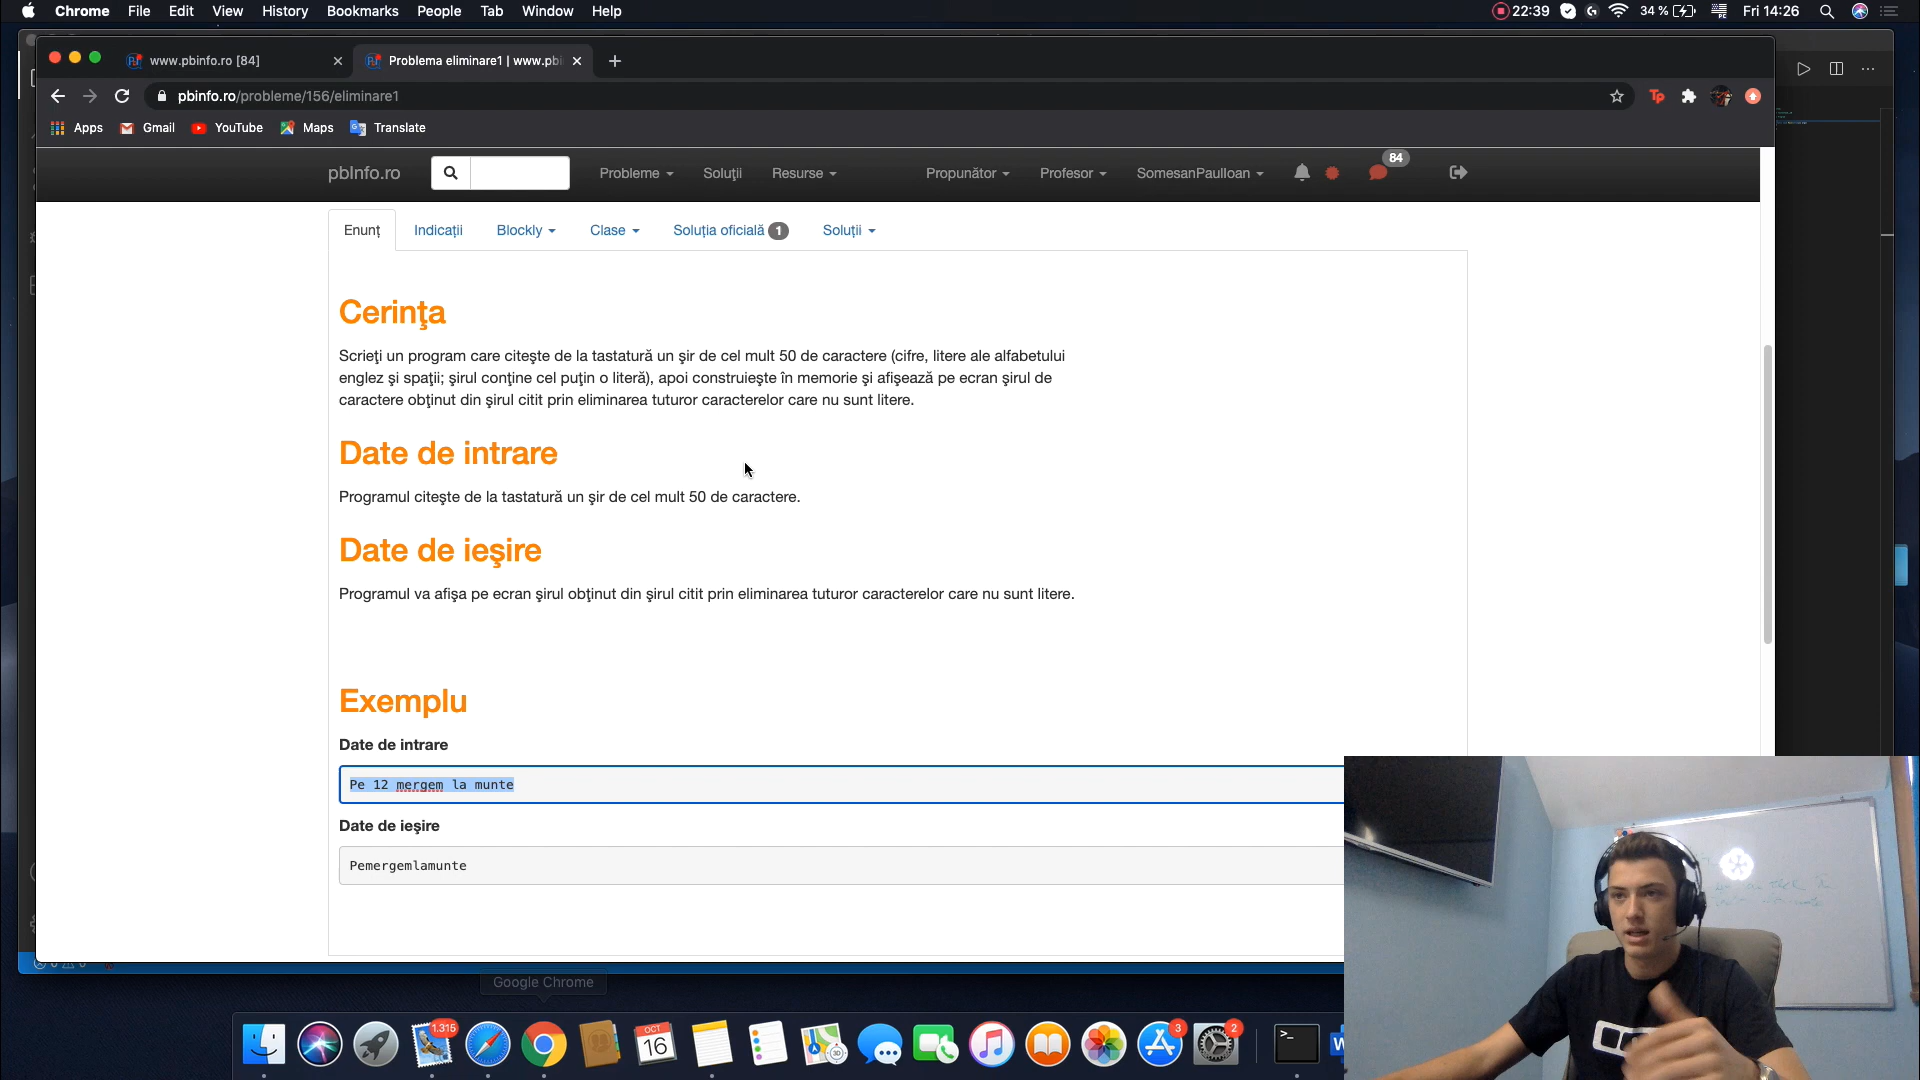 Chrome File Edit View History Bookmarks People Tab Window Help 22:39 34 % Fri 14:26
www.pbinfo.ro [84] Problema eliminare1 | www.pbi
pbinfo.ro/probleme/156/eliminare1
Apps Gmail YouTube Maps Translate
pbInfo.ro Probleme Soluții Resurse Propunător Profesor SomesanPaulIoan 84
Enunț Indicații Blockly Clase Soluția oficială 1 Soluții
Cerința
Scrieţi un program care citeşte de la tastatură un şir de cel mult 50 de caractere (cifre, litere ale alfabetului
englez şi spaţii; şirul conţine cel puţin o literă), apoi construieşte în memorie şi afişează pe ecran şirul de
caractere obţinut din şirul citit prin eliminarea tuturor caracterelor care nu sunt litere.
Date de intrare
Programul citeşte de la tastatură un şir de cel mult 50 de caractere.
Date de ieşire
Programul va afişa pe ecran şirul obţinut din şirul citit prin eliminarea tuturor caracterelor care nu sunt litere.
Exemplu
Date de intrare
Pe 12 mergem la munte
Date de ieşire
Pemergemlamunte
Google Chrome
1.315 OCT 16 3D 3 2